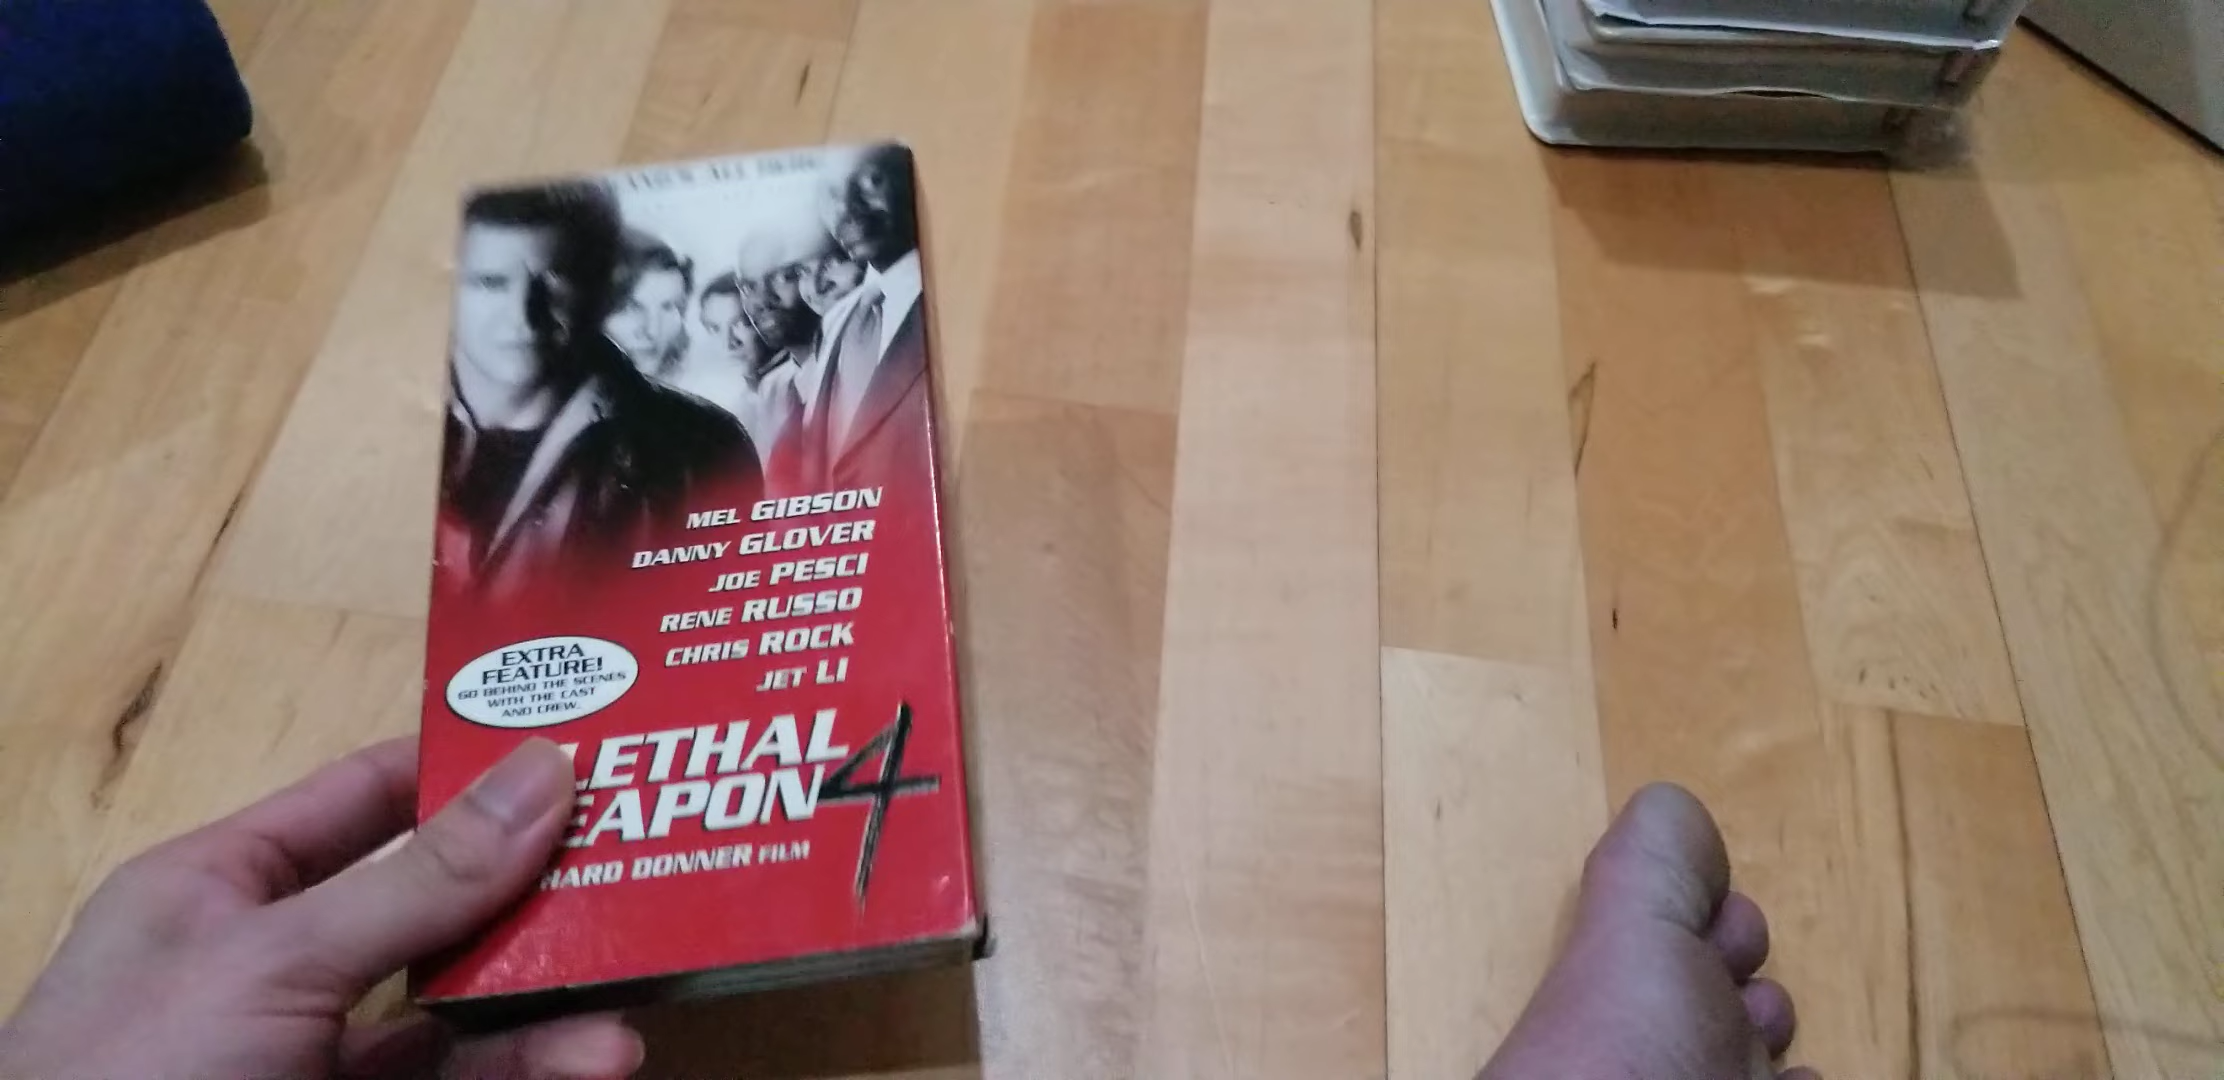 MEL GIBSON
DANNY GLOVER
JOE PESCI
RENE RUSSO
CHRIS ROCK
JET LI
EXTRA
FEATURE!
GO BEHIND THE SCENES
WITH THE CAST
AND CREW.
LETHAL
EAPON 4
HARD DONNER FILM